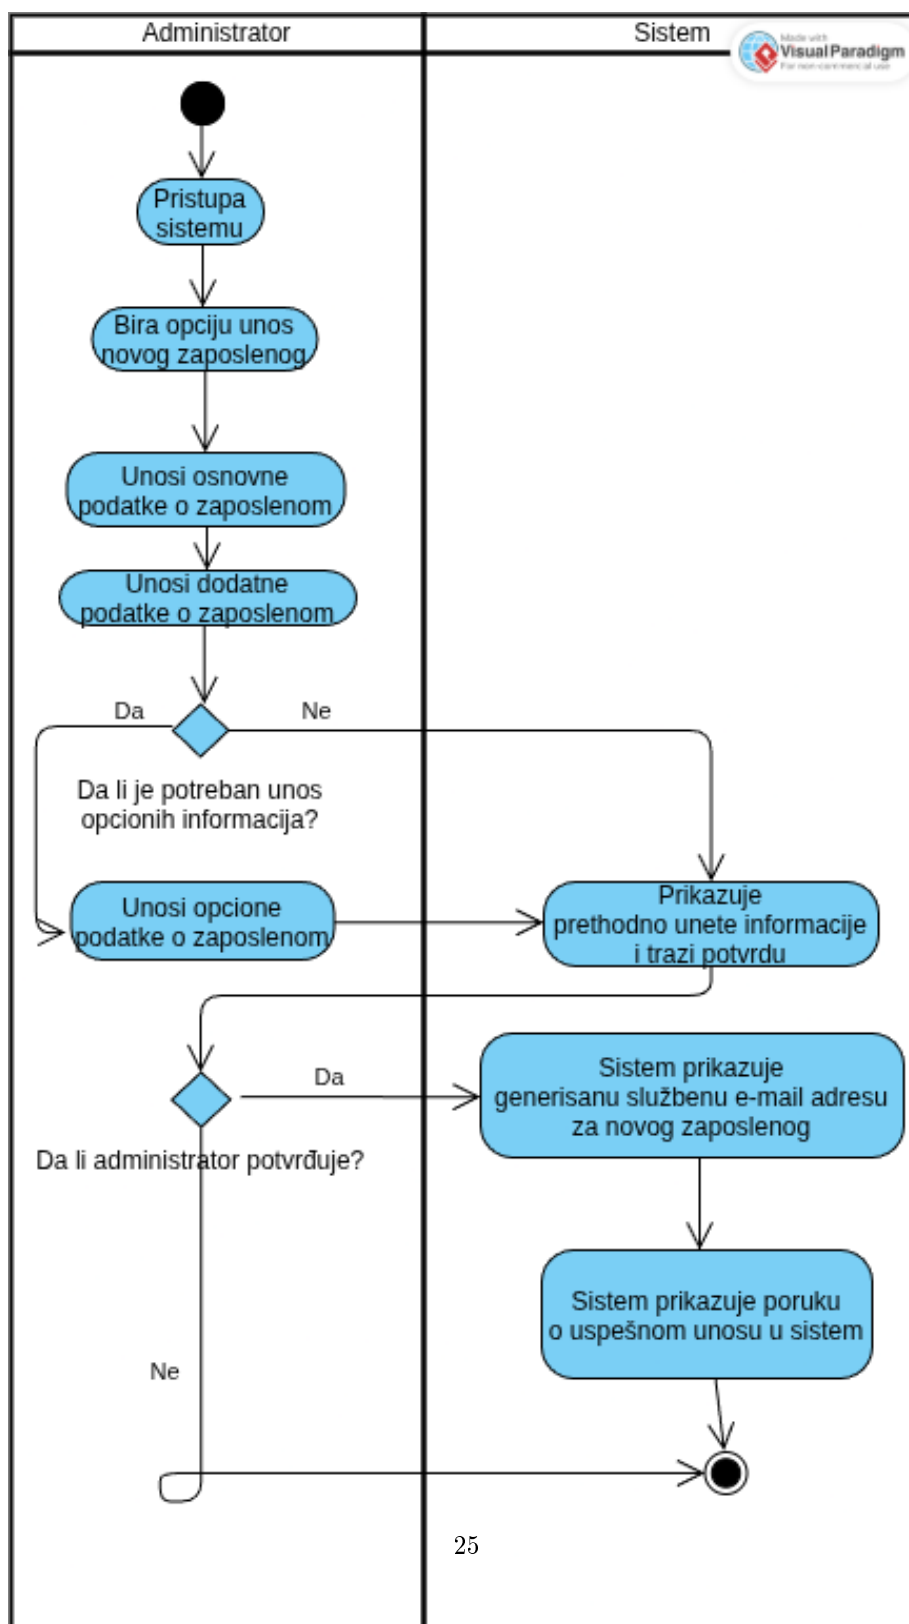 Administrator
Sistem
Made with
Visual Paradigm
For non-commercial use
Pristupa
sistemu
Bira opciju unos
novog zaposlenog
Unosi osnovne
podatke o zaposlenom
Unosi dodatne
podatke o zaposlenom
Da
Ne
Da li je potreban unos
opcionih informacija?
Unosi opcione
podatke o zaposlenom
Prikazuje
prethodno unete informacije
i trazi potvrdu
Da
Da li administrator potvrđuje?
Sistem prikazuje
generisanu službenu e-mail adresu
za novog zaposlenog
Sistem prikazuje poruku
o uspešnom unosu u sistem
Ne
25